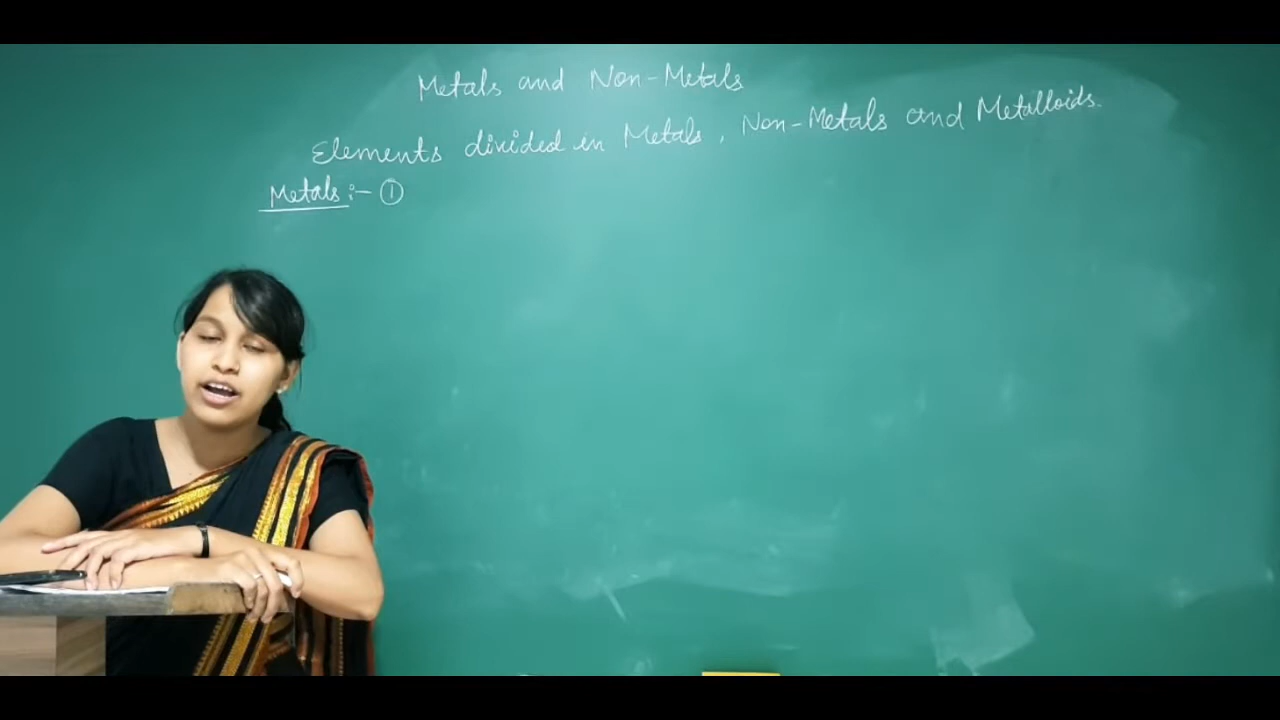 Metals and Non-Metals
Elements divided in Metals, Non-Metals and Metalloids.
Metals :- ①